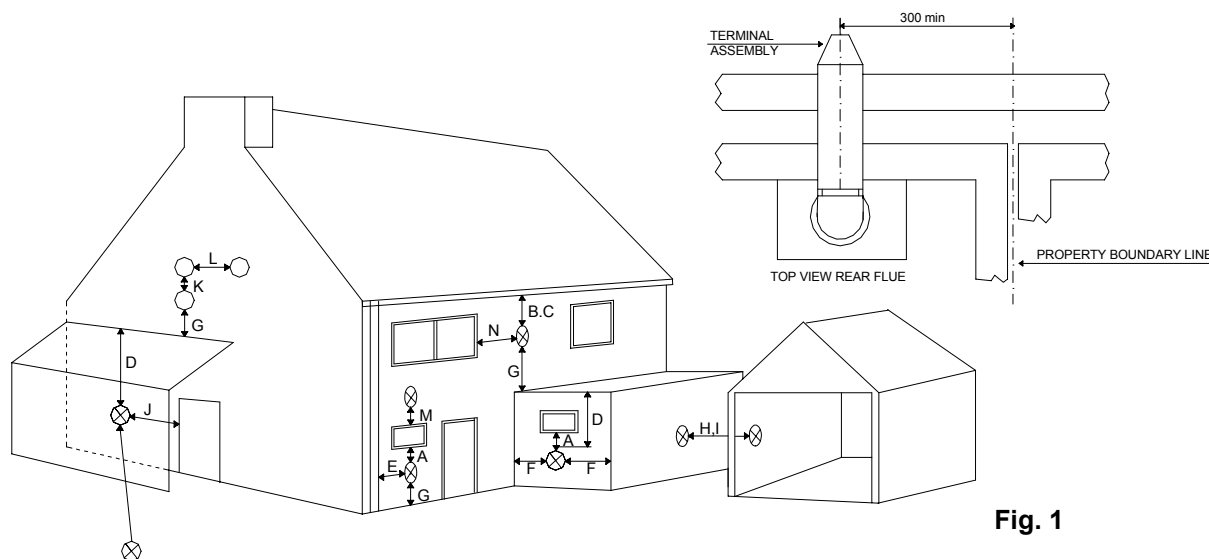 300 min
TERMINAL
ASSEMBLY
PROPERTY BOUNDARY LINE
TOP VIEW REAR FLUE
L
K
G
D
J
B.C
N
G
M
A
E
G
D
A
F
F
H,I
Fig. 1